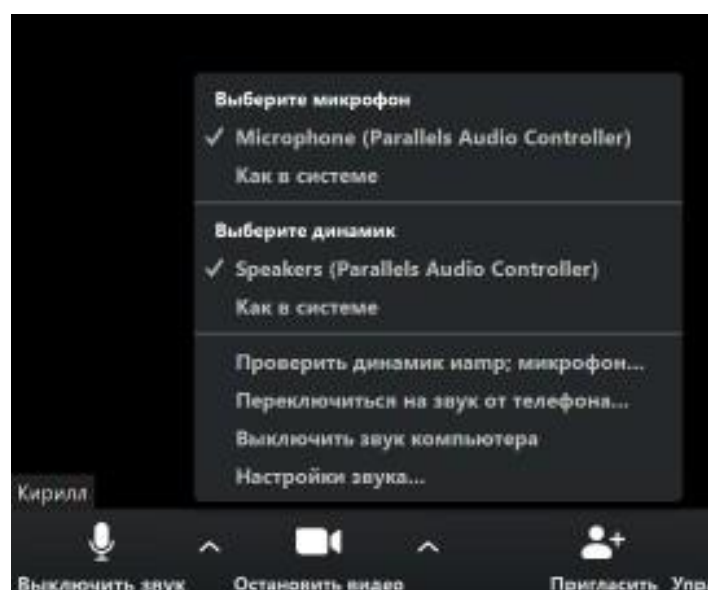 Выберите микрофон
Microphone (Parallels Audio Controller)
Как в системе
Выберите динамик
Speakers (Parallels Audio Controller)
Как в системе
Проверить динамик иamp; микрофон...
Переключиться на звук от телефона...
Выключить звук компьютера
Настройки звука...
Кирилл
Выключить звук Остановить видео Пригласить Упра